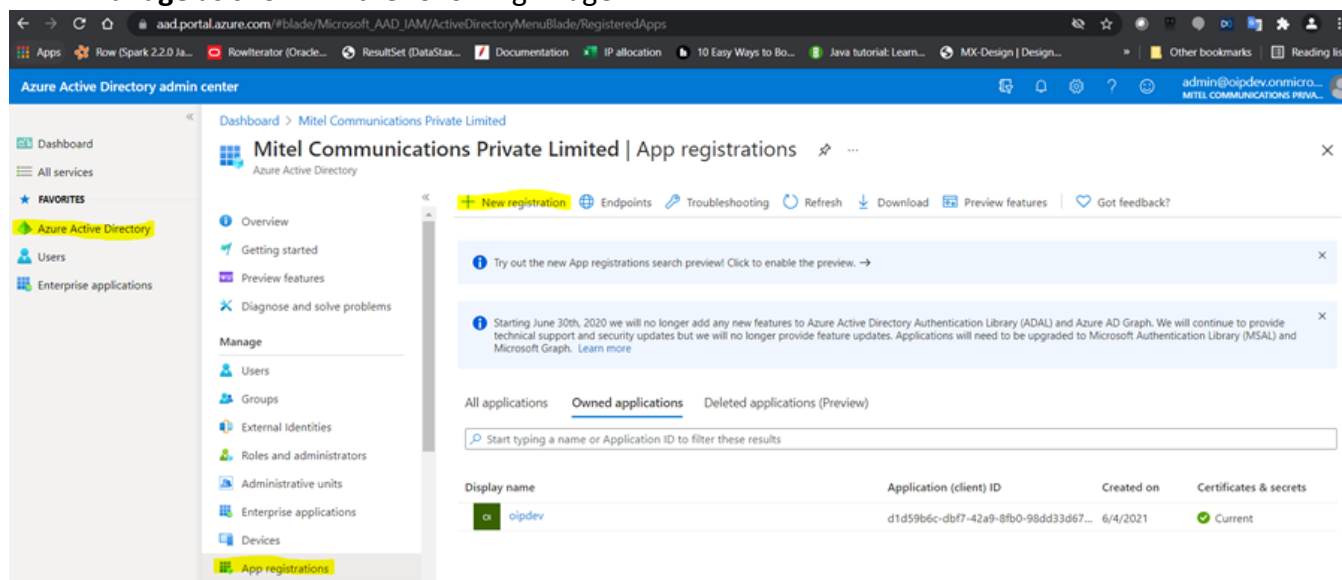 aad.portal.azure.com/#blade/Microsoft_AAD_IAM/ActiveDirectoryMenuBlade/RegisteredApps
Apps Row (Spark 2.2.0 Ja... RowIterator (Oracle... ResultSet (DataStax... Documentation IP allocation 10 Easy Ways to Bo... Java tutorial: Learn... MX-Design | Design... » Other bookmarks Reading lis
Azure Active Directory admin center
admin@oipdev.onmicro...
MITEL COMMUNICATIONS PRIVA...
Dashboard
All services
FAVORITES
Azure Active Directory
Users
Enterprise applications
Dashboard > Mitel Communications Private Limited
Mitel Communications Private Limited | App registrations
Azure Active Directory
Overview
Getting started
Preview features
Diagnose and solve problems
Manage
Users
Groups
External Identities
Roles and administrators
Administrative units
Enterprise applications
Devices
App registrations
New registration Endpoints Troubleshooting Refresh Download Preview features Got feedback?
Try out the new App registrations search preview! Click to enable the preview. →
Starting June 30th, 2020 we will no longer add any new features to Azure Active Directory Authentication Library (ADAL) and Azure AD Graph. We will continue to provide
technical support and security updates but we will no longer provide feature updates. Applications will need to be upgraded to Microsoft Authentication Library (MSAL) and
Microsoft Graph. Learn more
All applications Owned applications Deleted applications (Preview)
Start typing a name or Application ID to filter these results
Display name Application (client) ID Created on Certificates & secrets
OI oipdev d1d59b6c-dbf7-42a9-8fb0-98dd33d67... 6/4/2021 Current